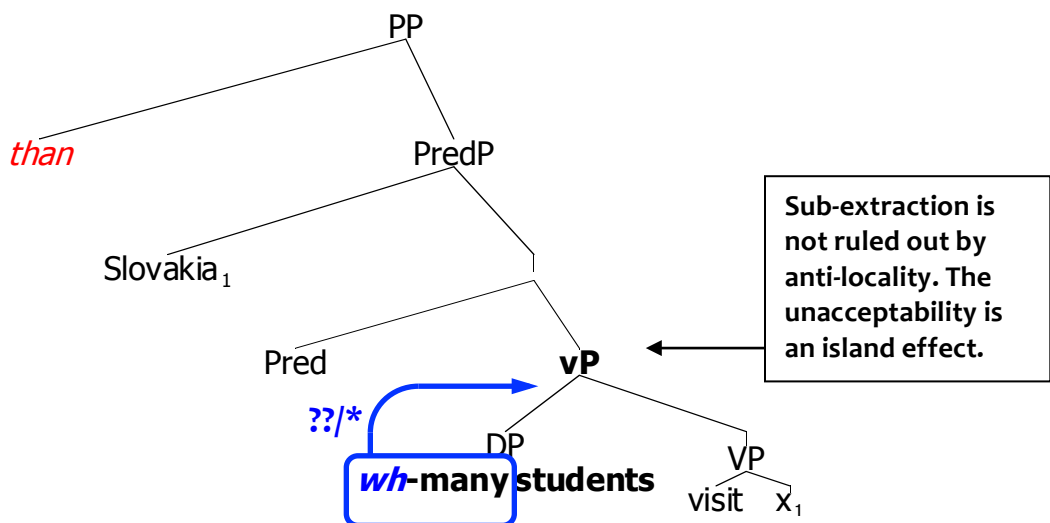 PP
than
PredP
Sub-extraction is
not ruled out by
anti-locality. The
unacceptability is
an island effect.
Slovakia₁
Pred
vP
??/*
DP
VP
wh-many students
visit x₁